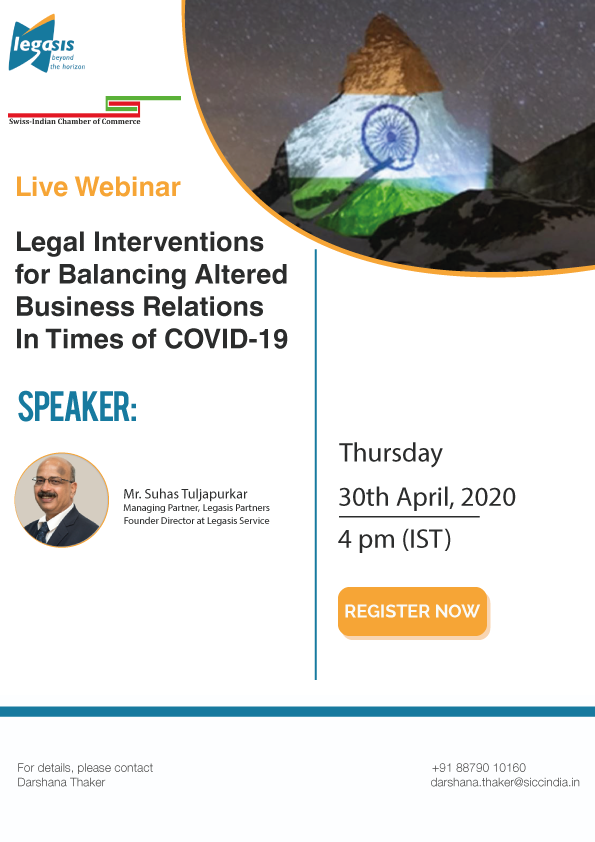 legasis
beyond
the horizon
Swiss-Indian Chamber of Commerce
Live Webinar
Legal Interventions
for Balancing Altered
Business Relations
In Times of COVID-19
SPEAKER:
Mr. Suhas Tuljapurkar
Managing Partner, Legasis Partners
Founder Director at Legasis Service
Thursday
30th April, 2020
4 pm (IST)
REGISTER NOW
For details, please contact
Darshana Thaker
+91 88790 10160
darshana.thaker@siccindia.in